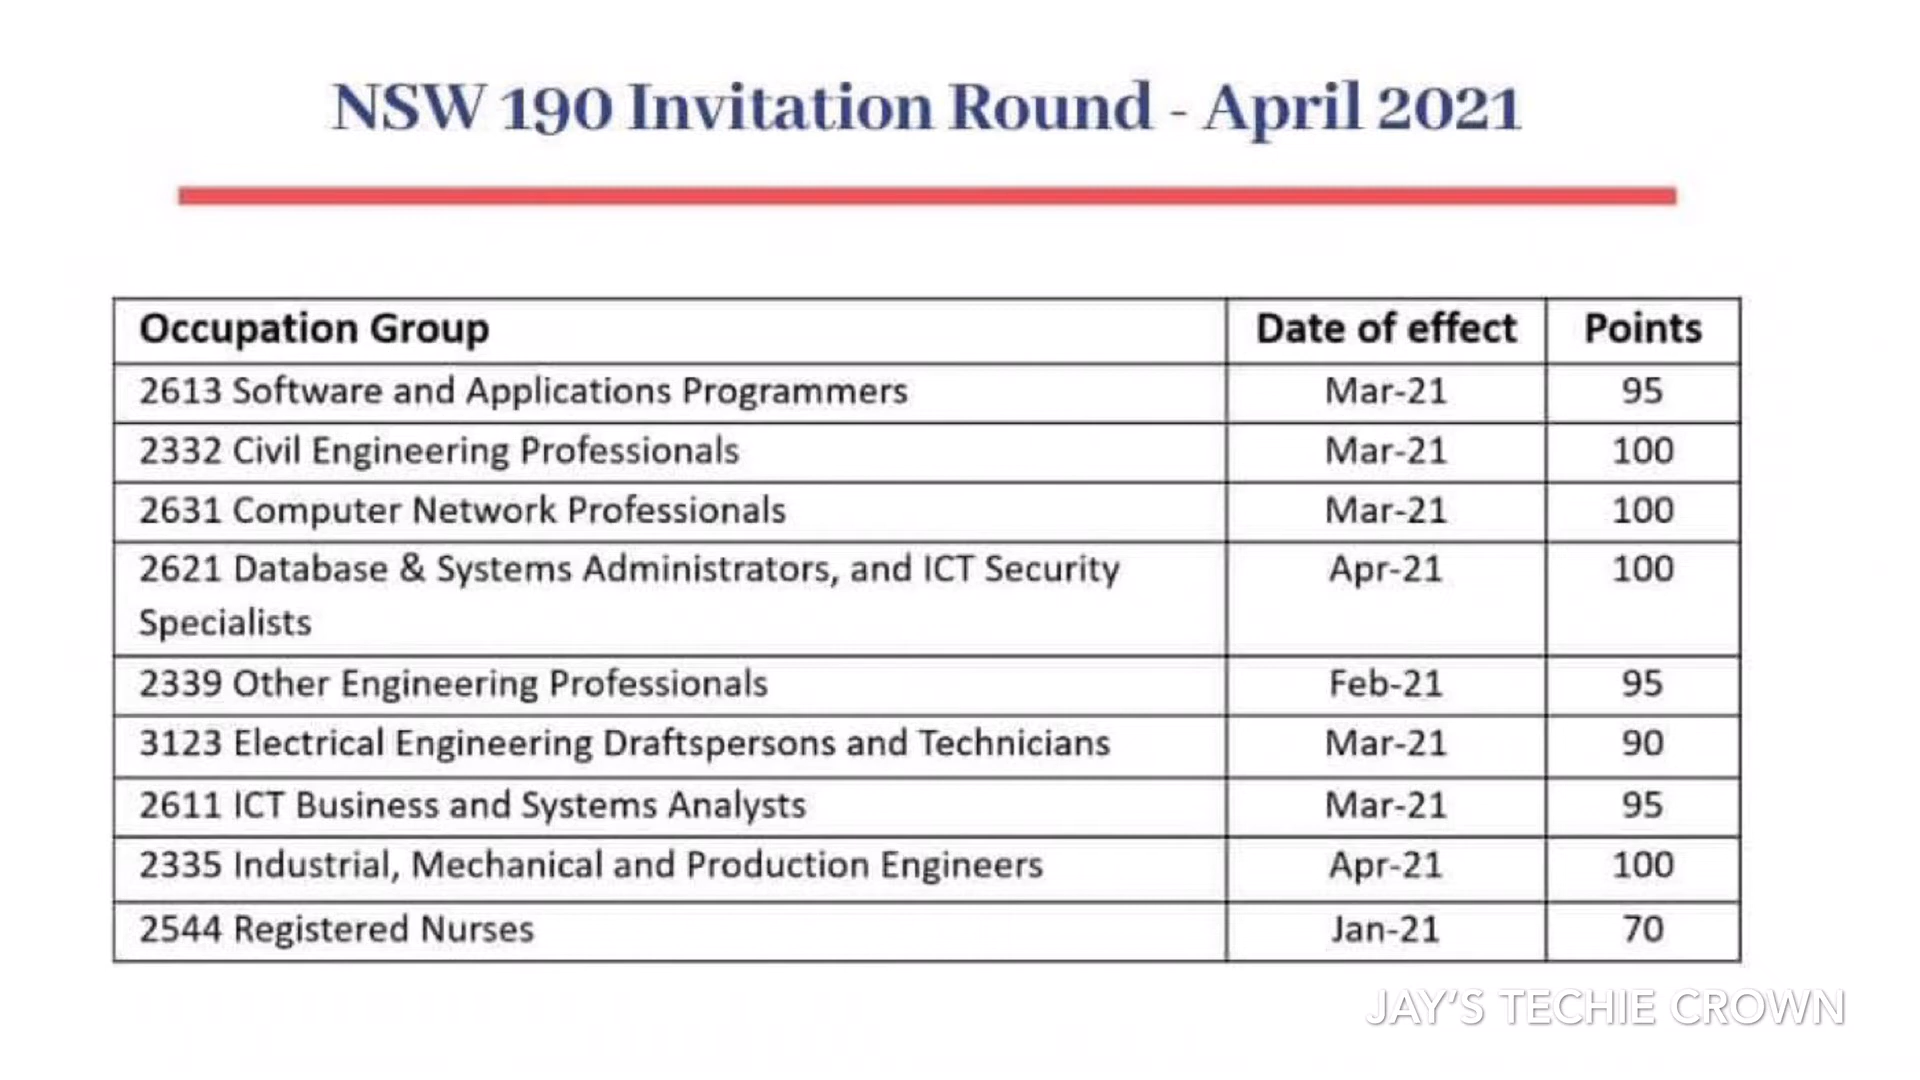 NSW 190 Invitation Round - April 2021
Occupation Group Date of effect Points
2613 Software and Applications Programmers Mar-21 95
2332 Civil Engineering Professionals Mar-21 100
2631 Computer Network Professionals Mar-21 100
2621 Database & Systems Administrators, and ICT Security Apr-21 100
Specialists
2339 Other Engineering Professionals Feb-21 95
3123 Electrical Engineering Draftspersons and Technicians Mar-21 90
2611 ICT Business and Systems Analysts Mar-21 95
2335 Industrial, Mechanical and Production Engineers Apr-21 100
2544 Registered Nurses Jan-21 70
JAY'S TECHIE CROWN